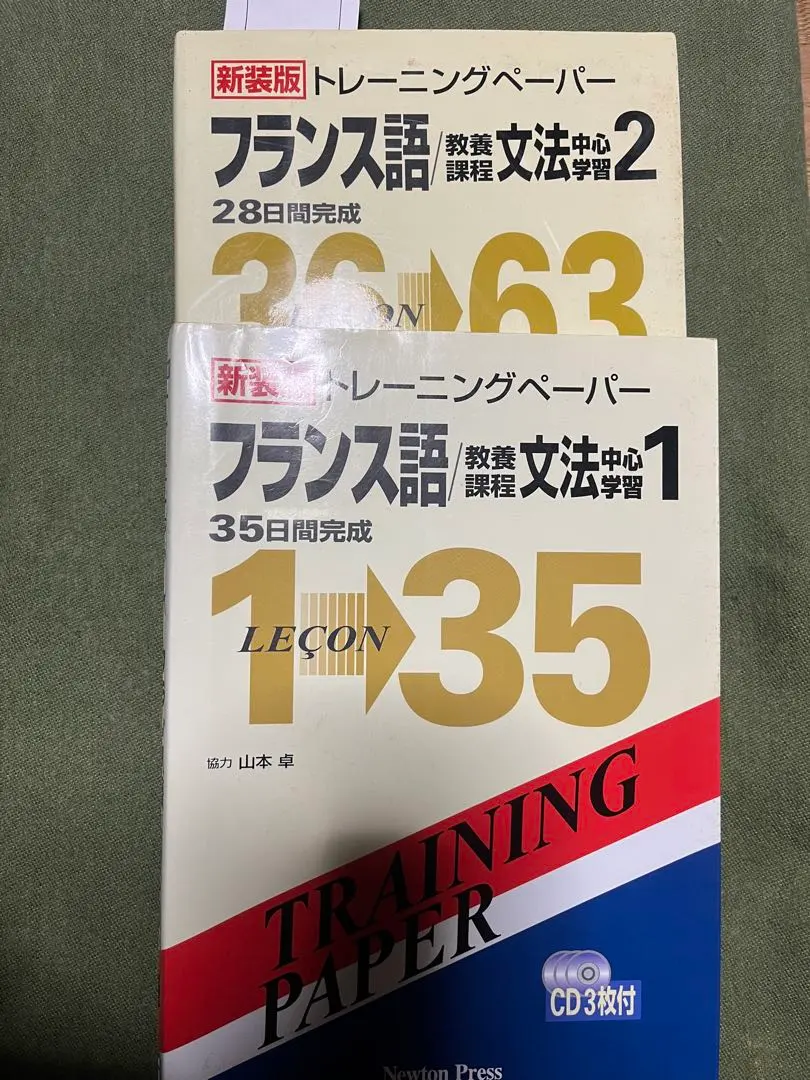 新装版 トレーニングペーパー
フランス語/教養課程 文法 中心学習 2
28日間完成
36→63
新装 トレーニングペーパー
フランス語/教養課程 文法 中心学習 1
35日間完成
1→35
LEÇON
協力 山本 卓
TRAINING
PAPER
CD3枚付
Newton Press